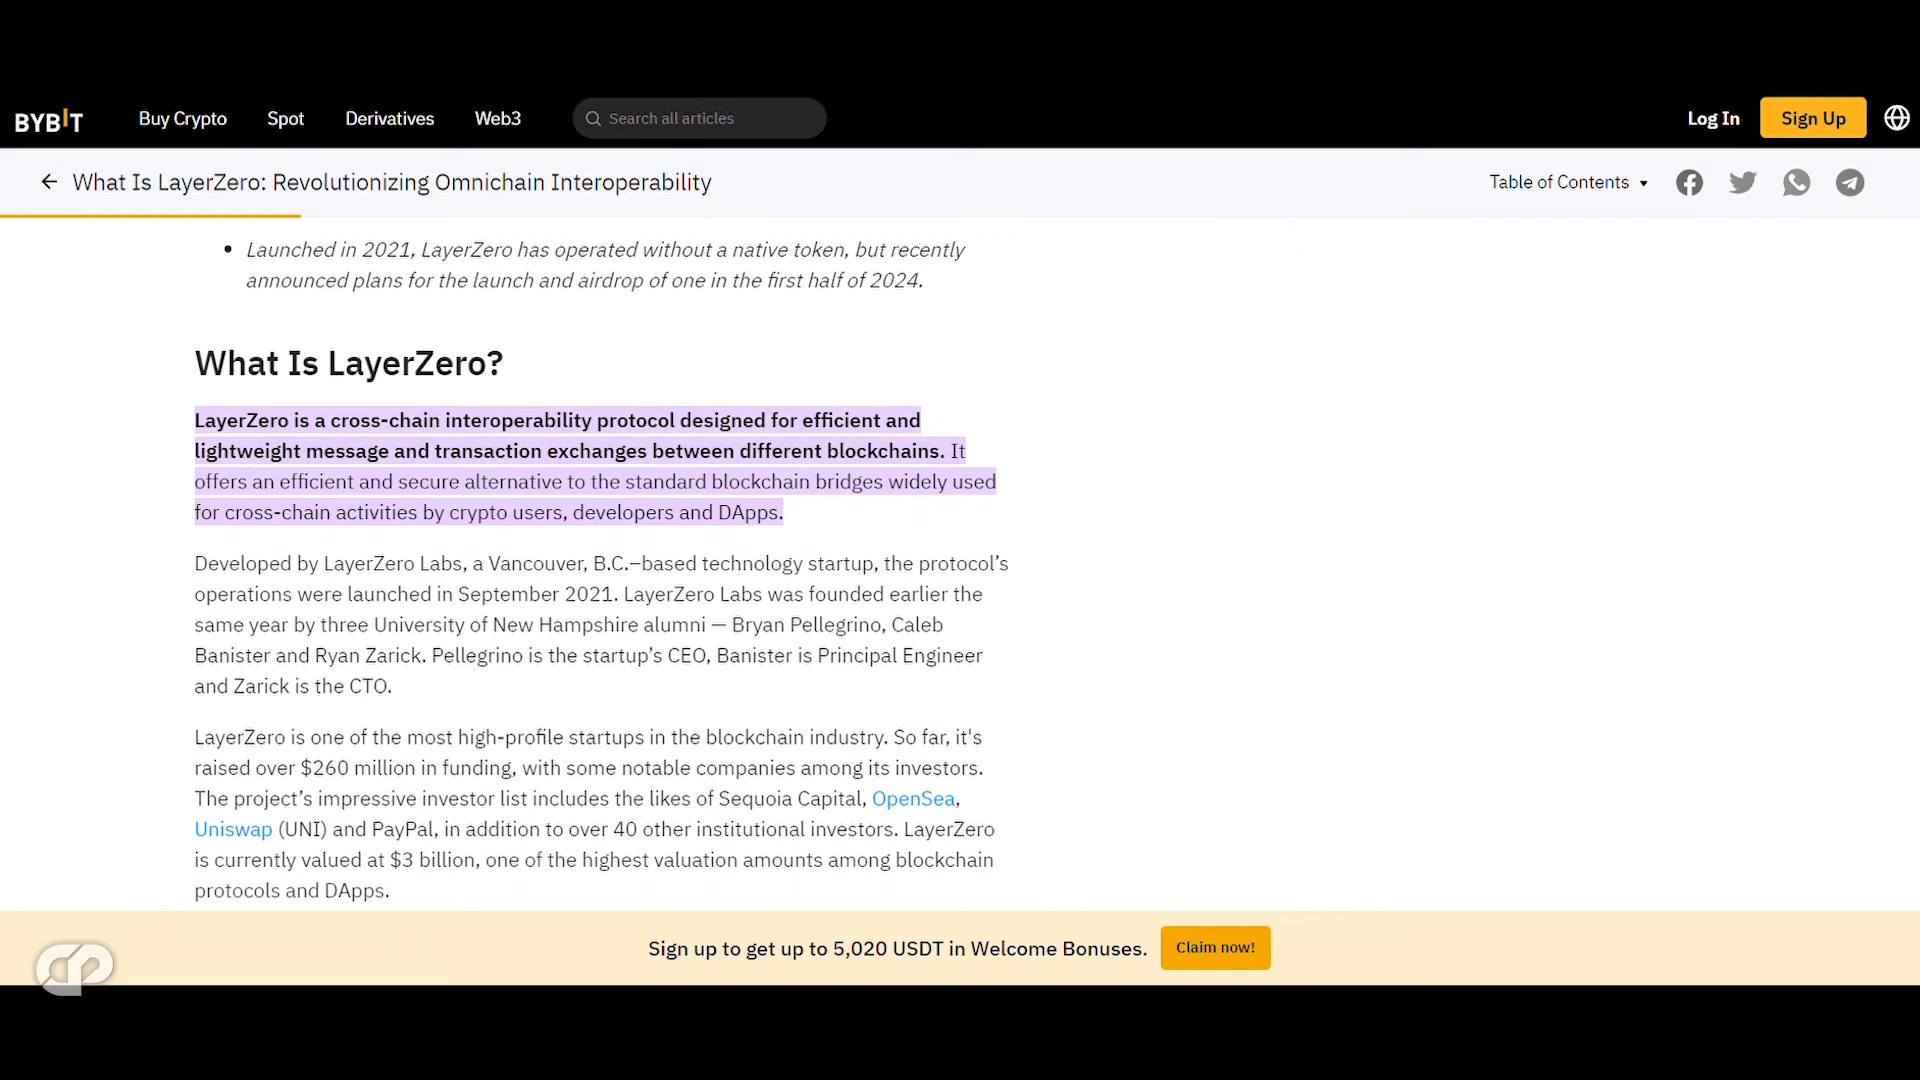 BYBIT
Buy Crypto
Spot
Derivatives
Web3
Search all articles
Log In
Sign Up
What Is LayerZero: Revolutionizing Omnichain Interoperability
Table of Contents
Launched in 2021, LayerZero has operated without a native token, but recently
announced plans for the launch and airdrop of one in the first half of 2024.
What Is LayerZero?
LayerZero is a cross-chain interoperability protocol designed for efficient and
lightweight message and transaction exchanges between different blockchains. It
offers an efficient and secure alternative to the standard blockchain bridges widely used
for cross-chain activities by crypto users, developers and DApps.
Developed by LayerZero Labs, a Vancouver, B.C.–based technology startup, the protocol’s
operations were launched in September 2021. LayerZero Labs was founded earlier the
same year by three University of New Hampshire alumni — Bryan Pellegrino, Caleb
Banister and Ryan Zarick. Pellegrino is the startup’s CEO, Banister is Principal Engineer
and Zarick is the CTO.
LayerZero is one of the most high-profile startups in the blockchain industry. So far, it's
raised over $260 million in funding, with some notable companies among its investors.
The project’s impressive investor list includes the likes of Sequoia Capital, OpenSea,
Uniswap (UNI) and PayPal, in addition to over 40 other institutional investors. LayerZero
is currently valued at $3 billion, one of the highest valuation amounts among blockchain
protocols and DApps.
Sign up to get up to 5,020 USDT in Welcome Bonuses.
Claim now!